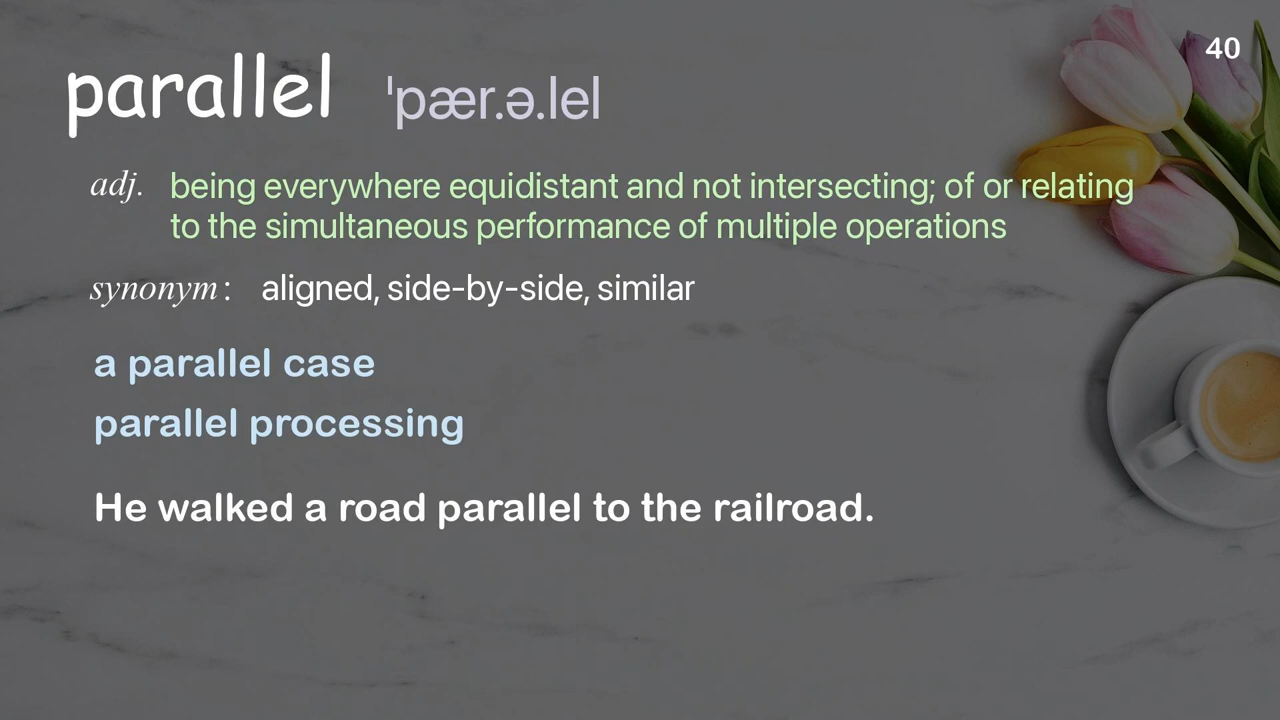 40
parallel ˈpær.ə.lel
adj. being everywhere equidistant and not intersecting; of or relating
to the simultaneous performance of multiple operations
synonym: aligned, side-by-side, similar
a parallel case
parallel processing
He walked a road parallel to the railroad.